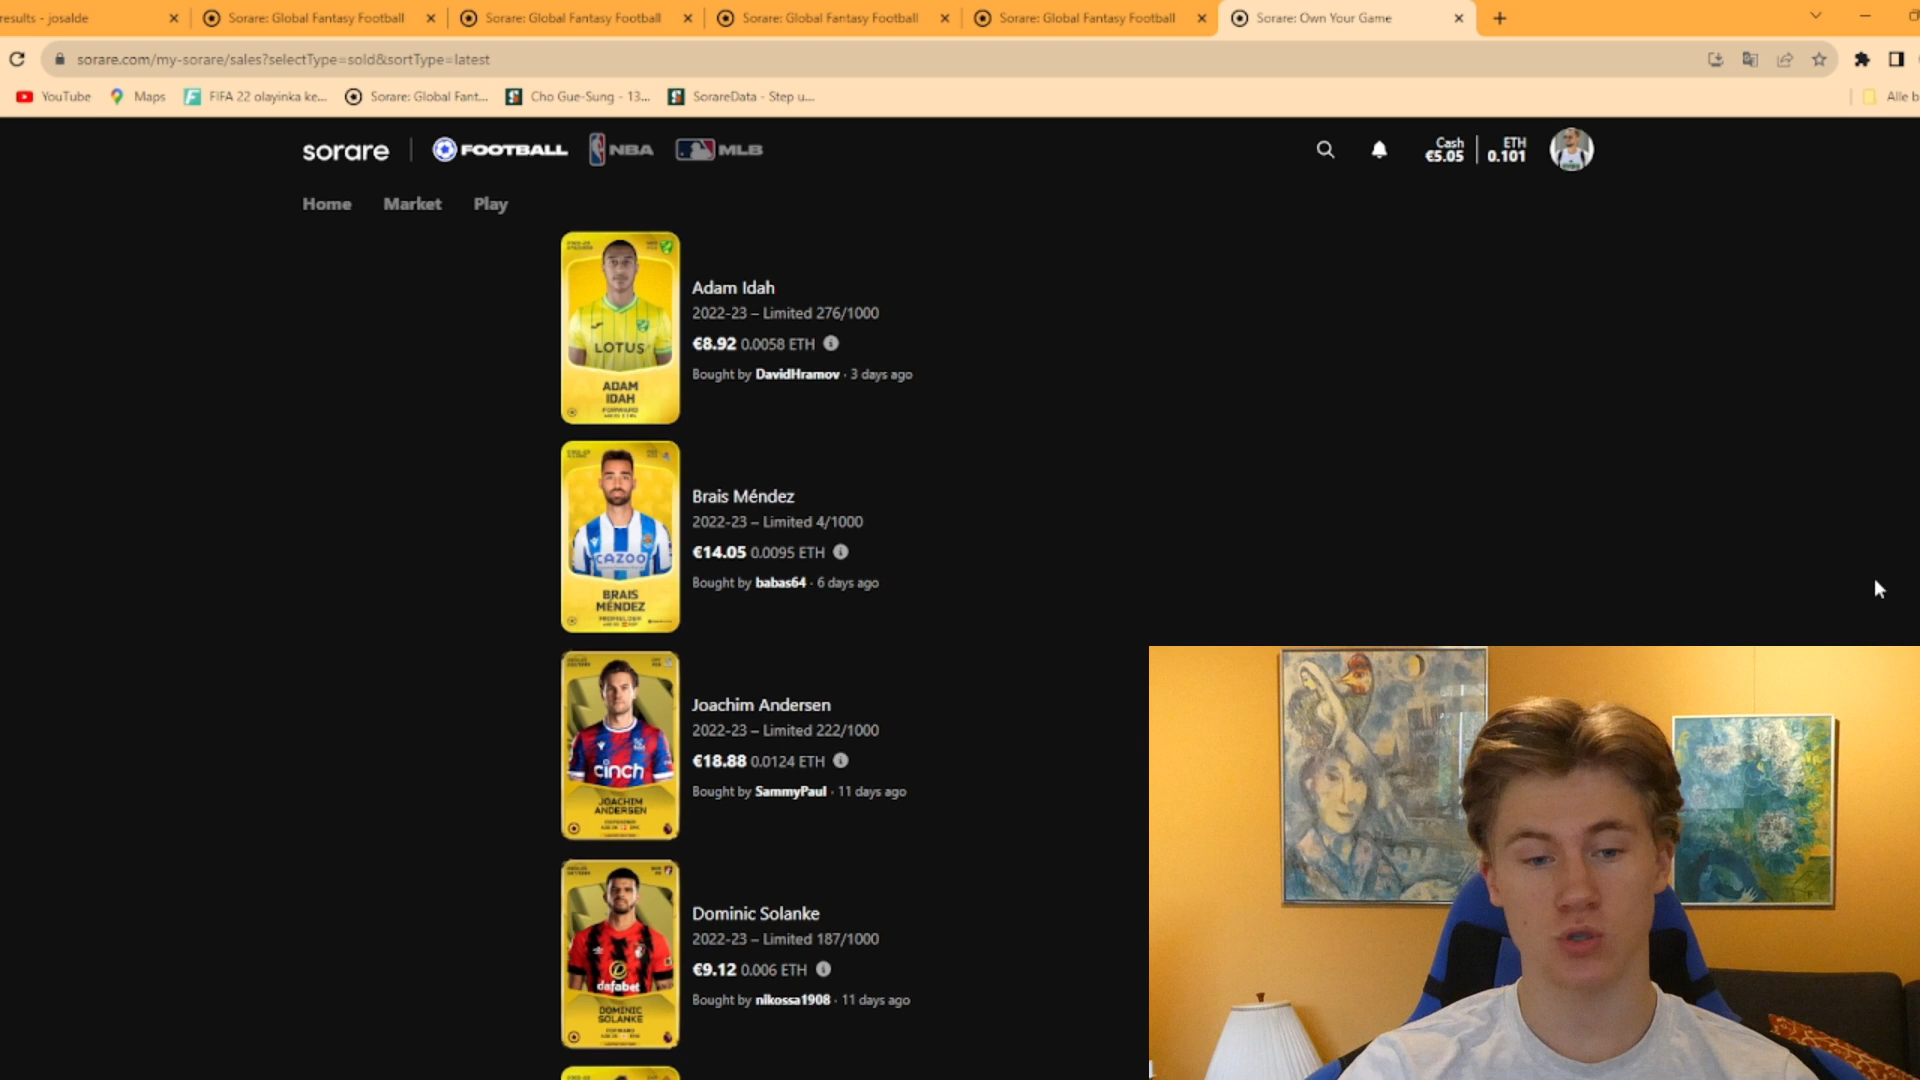 results - josalde
Sorare: Global Fantasy Football
Sorare: Global Fantasy Football
Sorare: Global Fantasy Football
Sorare: Global Fantasy Football
Sorare: Own Your Game
sorare.com/my-sorare/sales?selectType=sold&sortType=latest
YouTube
Maps
FIFA 22 olayinka ke...
Sorare: Global Fant...
Cho Gue-Sung - 13...
SorareData - Step u...
Alle b
sorare
FOOTBALL
NBA
MLB
Cash
€5.05
ETH
0.101
Home
Market
Play
LOTUS
ADAM
IDAH
FORWARD
Adam Idah
2022-23 – Limited 276/1000
€8.92 0.0058 ETH
Bought by DavidHramov · 3 days ago
CAZOO
BRAIS
MÉNDEZ
MIDFIELDER
Brais Méndez
2022-23 – Limited 4/1000
€14.05 0.0095 ETH
Bought by babas64 · 6 days ago
cinch
JOACHIM
ANDERSEN
DEFENDER
Joachim Andersen
2022-23 – Limited 222/1000
€18.88 0.0124 ETH
Bought by SammyPaul · 11 days ago
dafabet
DOMINIC
SOLANKE
FORWARD
Dominic Solanke
2022-23 – Limited 187/1000
€9.12 0.006 ETH
Bought by nikossa1908 · 11 days ago